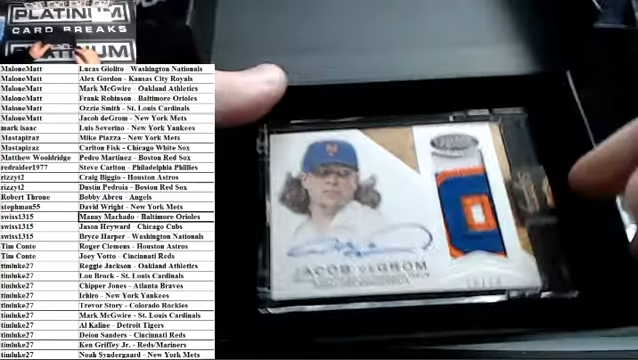 PLATINUM
CARD BREAKS
PLATINUM
MaloneMatt Lucas Giolito - Washington Nationals
MaloneMatt Alex Gordon - Kansas City Royals
MaloneMatt Mark McGwire - Oakland Athletics
MaloneMatt Frank Robinson - Baltimore Orioles
MaloneMatt Ozzie Smith - St. Louis Cardinals
MaloneMatt Jacob deGrom - New York Mets
mark isaac Luis Severino - New York Yankees
Mastapizaz Mike Piazza - New York Mets
Mastapizaz Carlton Fisk - Chicago White Sox
Matthew Wooldridge Pedro Martinez - Boston Red Sox
redraider1977 Steve Carlton - Philadelphia Phillies
rizzyt2 Craig Biggio - Houston Astros
rizzyt2 Dustin Pedroia - Boston Red Sox
Robert Throne Bobby Abreu - Angels
stephman55 David Wright - New York Mets
swiss1315 Manny Machado - Baltimore Orioles
swiss1315 Jason Heyward - Chicago Cubs
swiss1315 Bryce Harper - Washington Nationals
Tim Conte Roger Clemens - Houston Astros
Tim Conte Joey Votto - Cincinnati Reds
timluke27 Reggie Jackson - Oakland Athletics
timluke27 Lou Brock - St. Louis Cardinals
timluke27 Chipper Jones - Atlanta Braves
timluke27 Ichiro - New York Yankees
timluke27 Trevor Story - Colorado Rockies
timluke27 Mark McGwire - St. Louis Cardinals
timluke27 Al Kaline - Detroit Tigers
timluke27 Deion Sanders - Cincinnati Reds
timluke27 Ken Griffey Jr. - Reds/Mariners
timluke27 Noah Syndergaard - New York Mets
JACOB DEGROM